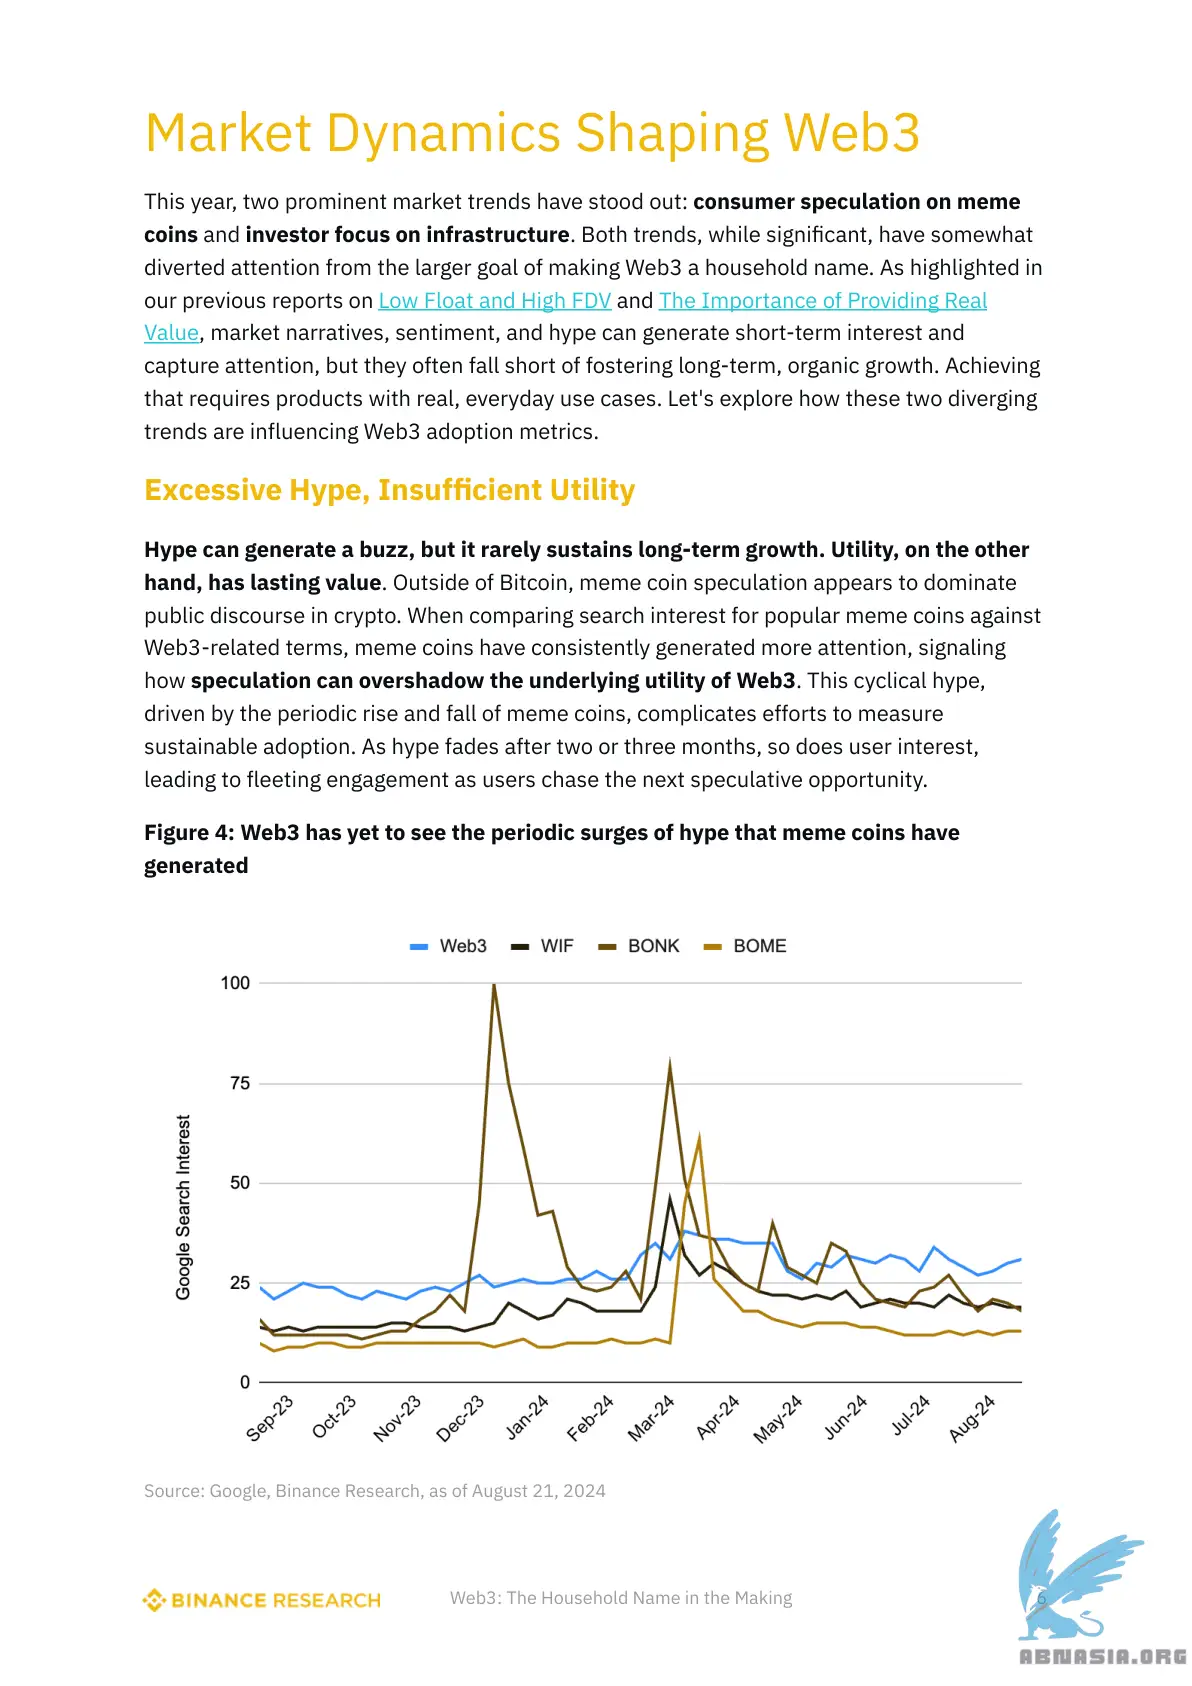 Market Dynamics Shaping Web3
This year, two prominent market trends have stood out: consumer speculation on meme
coins and investor focus on infrastructure. Both trends, while significant, have somewhat
diverted attention from the larger goal of making Web3 a household name. As highlighted in
our previous reports on Low Float and High FDV and The Importance of Providing Real
Value, market narratives, sentiment, and hype can generate short-term interest and
capture attention, but they often fall short of fostering long-term, organic growth. Achieving
that requires products with real, everyday use cases. Let's explore how these two diverging
trends are influencing Web3 adoption metrics.
Excessive Hype, Insufficient Utility
Hype can generate a buzz, but it rarely sustains long-term growth. Utility, on the other
hand, has lasting value. Outside of Bitcoin, meme coin speculation appears to dominate
public discourse in crypto. When comparing search interest for popular meme coins against
Web3-related terms, meme coins have consistently generated more attention, signaling
how speculation can overshadow the underlying utility of Web3. This cyclical hype,
driven by the periodic rise and fall of meme coins, complicates efforts to measure
sustainable adoption. As hype fades after two or three months, so does user interest,
leading to fleeting engagement as users chase the next speculative opportunity.
Figure 4: Web3 has yet to see the periodic surges of hype that meme coins have
generated
Web3 WIF BONK BOME
100
75
50
25
0
Google Search Interest
Sep-23 Oct-23 Nov-23 Dec-23 Jan-24 Feb-24 Mar-24 Apr-24 May-24 Jun-24 Jul-24 Aug-24
Source: Google, Binance Research, as of August 21, 2024
BINANCE RESEARCH
Web3: The Household Name in the Making
6
ABNASIA.ORG